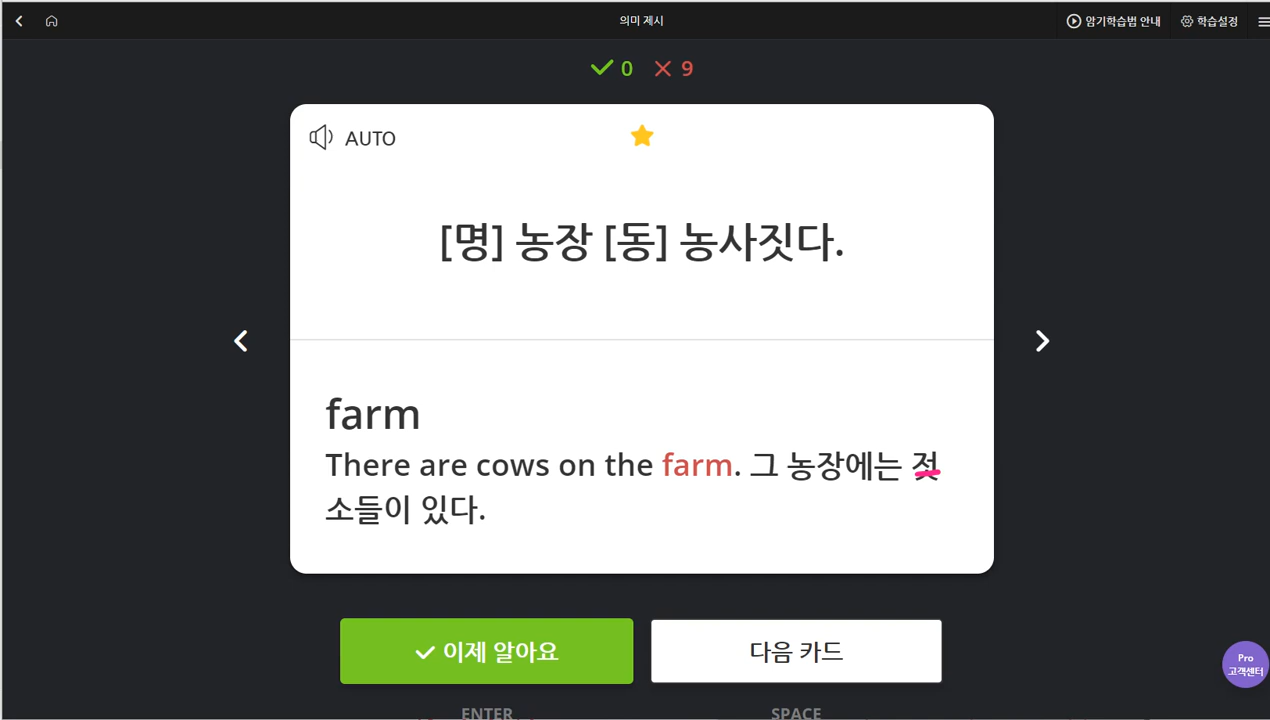 의미 제시
암기학습법 안내
학습설정
0 9
AUTO
[명] 농장 [동] 농사짓다.
farm
There are cows on the farm. 그 농장에는 젖
소들이 있다.
이제 알아요
다음 카드
Pro
고객센터
ENTER
SPACE